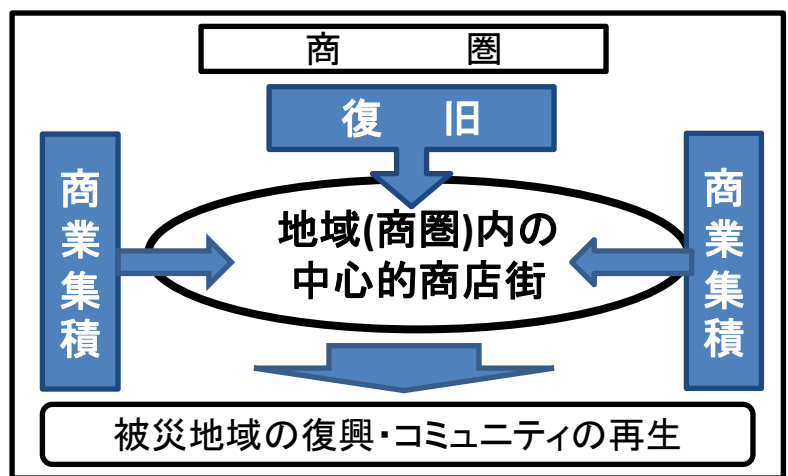 商　　　圏
復　旧
商業集積
地域(商圏)内の
中心的商店街
商業集積
被災地域の復興・コミュニティの再生